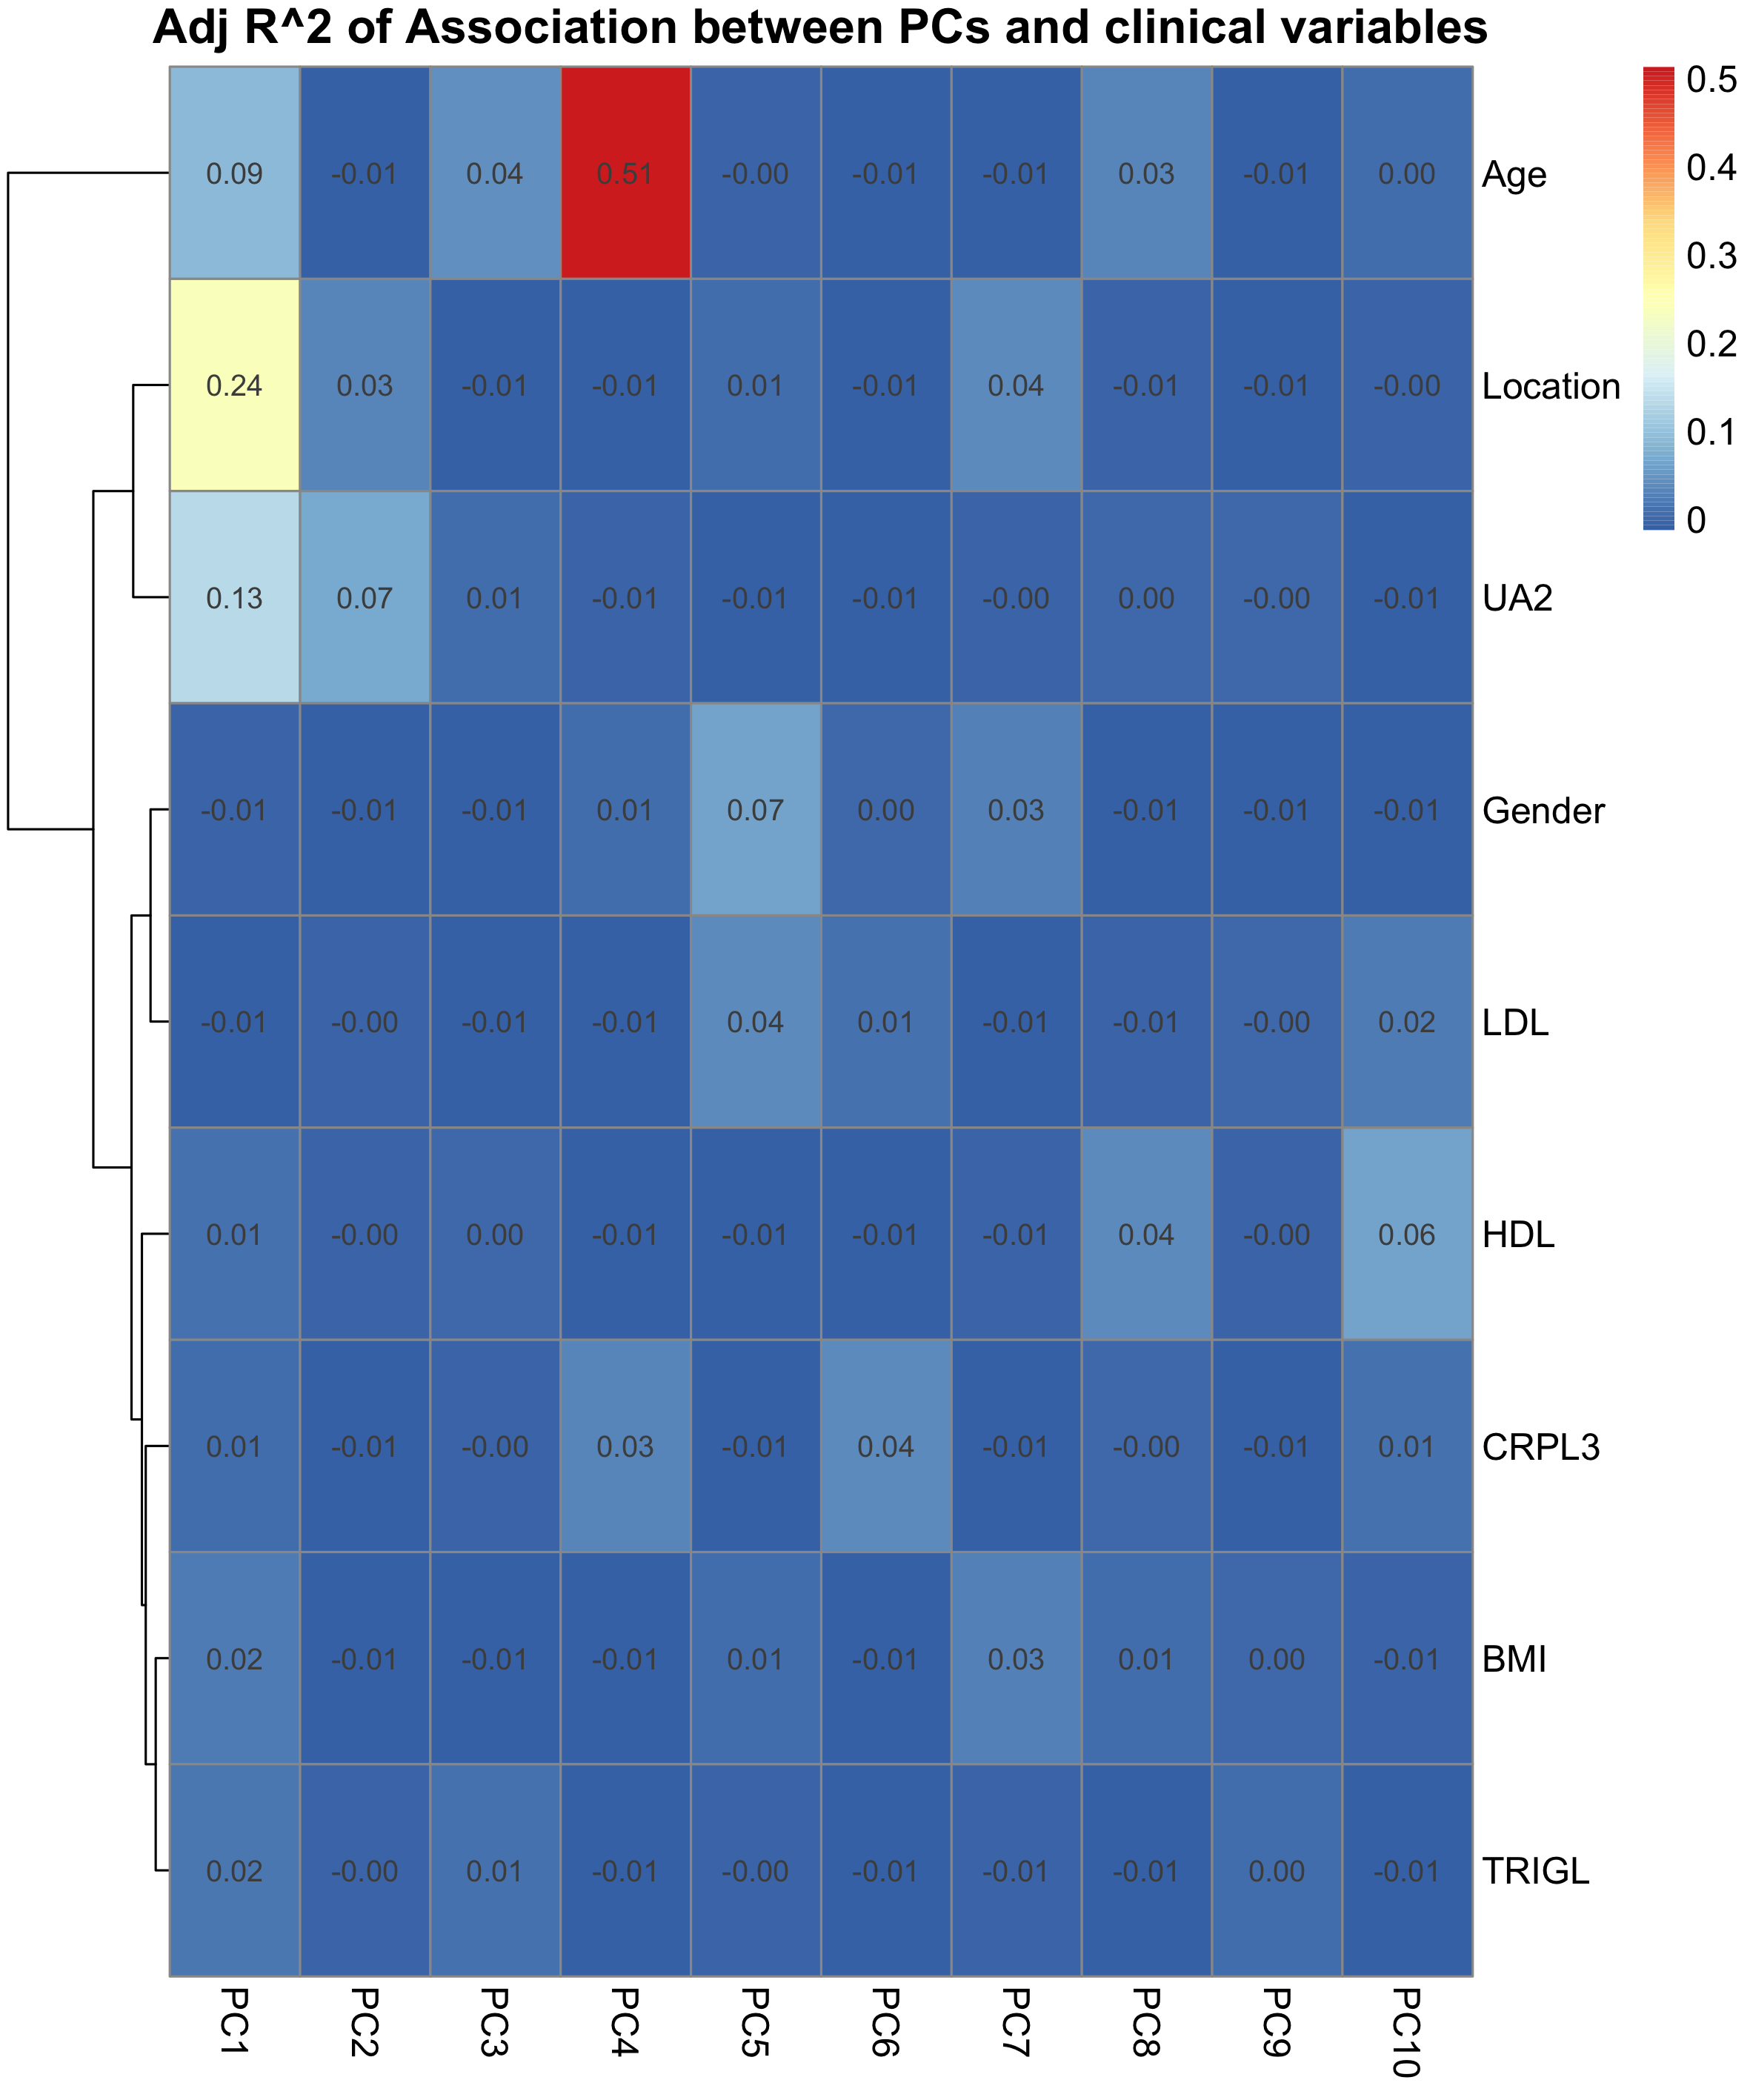 Adj R^2 of Association between PCs and clinical variables
0.09 -0.01 0.04 0.51 -0.00 -0.01 -0.01 0.03 -0.01 0.00 Age
0.24 0.03 -0.01 -0.01 0.01 -0.01 0.04 -0.01 -0.01 -0.00 Location
0.13 0.07 0.01 -0.01 -0.01 -0.01 -0.00 0.00 -0.00 -0.01 UA2
-0.01 -0.01 -0.01 0.01 0.07 0.00 0.03 -0.01 -0.01 -0.01 Gender
-0.01 -0.00 -0.01 -0.01 0.04 0.01 -0.01 -0.01 -0.00 0.02 LDL
0.01 -0.00 0.00 -0.01 -0.01 -0.01 -0.01 0.04 -0.00 0.06 HDL
0.01 -0.01 -0.00 0.03 -0.01 0.04 -0.01 -0.00 -0.01 0.01 CRPL3
0.02 -0.01 -0.01 -0.01 0.01 -0.01 0.03 0.01 0.00 -0.01 BMI
0.02 -0.00 0.01 -0.01 -0.00 -0.01 -0.01 -0.01 0.00 -0.01 TRIGL
PC1 PC2 PC3 PC4 PC5 PC6 PC7 PC8 PC9 PC10
0.5
0.4
0.3
0.2
0.1
0